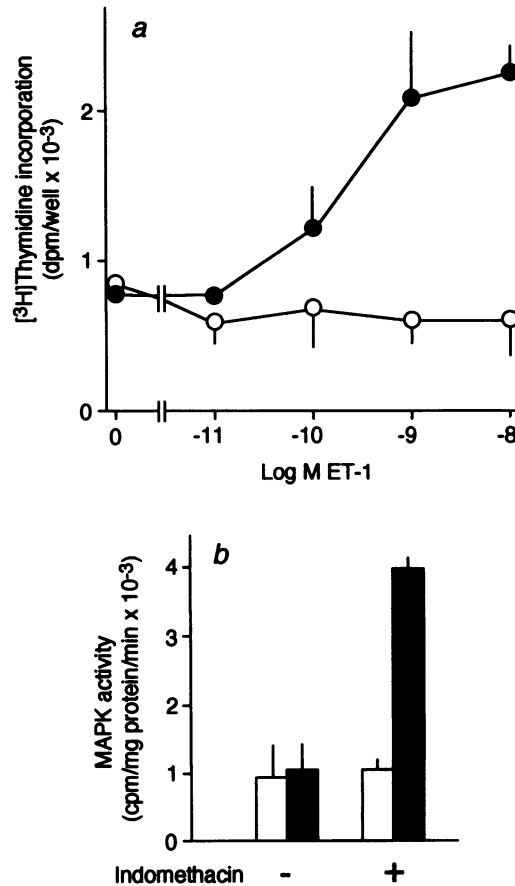 a
[³H]Thymidine incorporation
(dpm/well x 10⁻³)
2
1
0
0 -11 -10 -9 -8
Log M ET-1
b
MAPK activity
(cpm/mg protein/min x 10⁻³)
4
3
2
1
0
Indomethacin - +